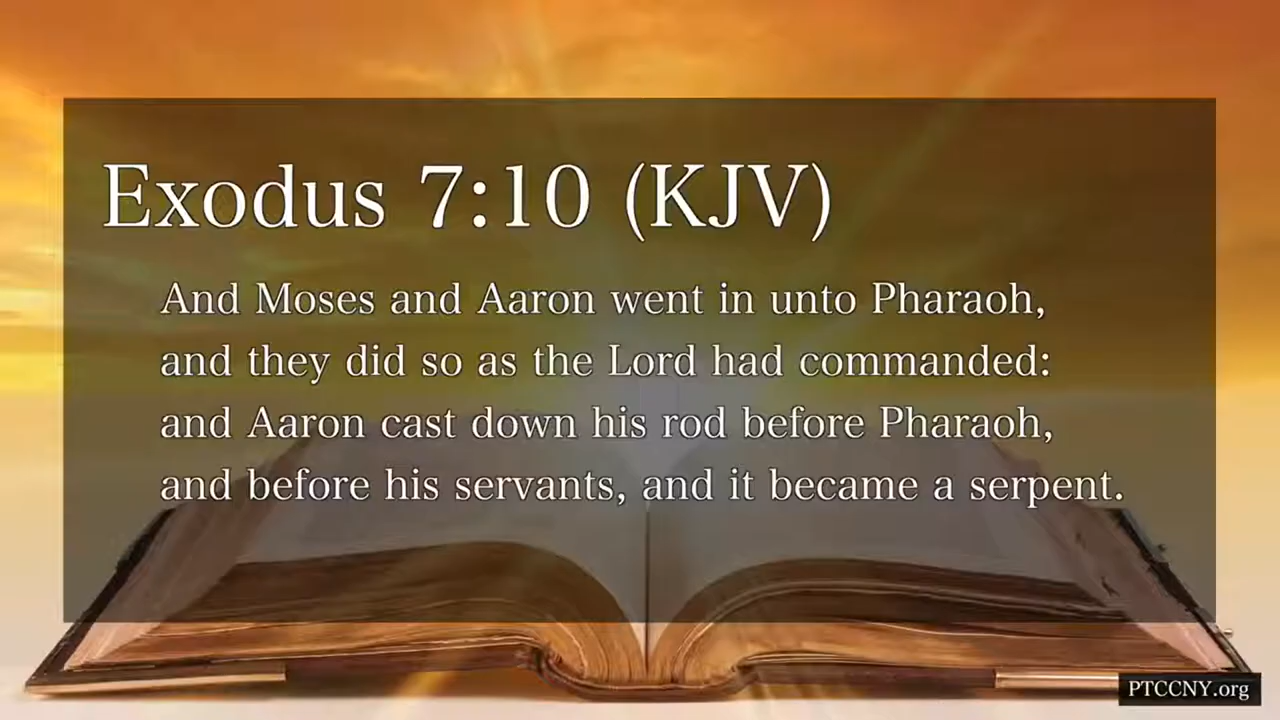 Exodus 7:10 (KJV)
And Moses and Aaron went in unto Pharaoh,
and they did so as the Lord had commanded:
and Aaron cast down his rod before Pharaoh,
and before his servants, and it became a serpent.
PTCCNY.org